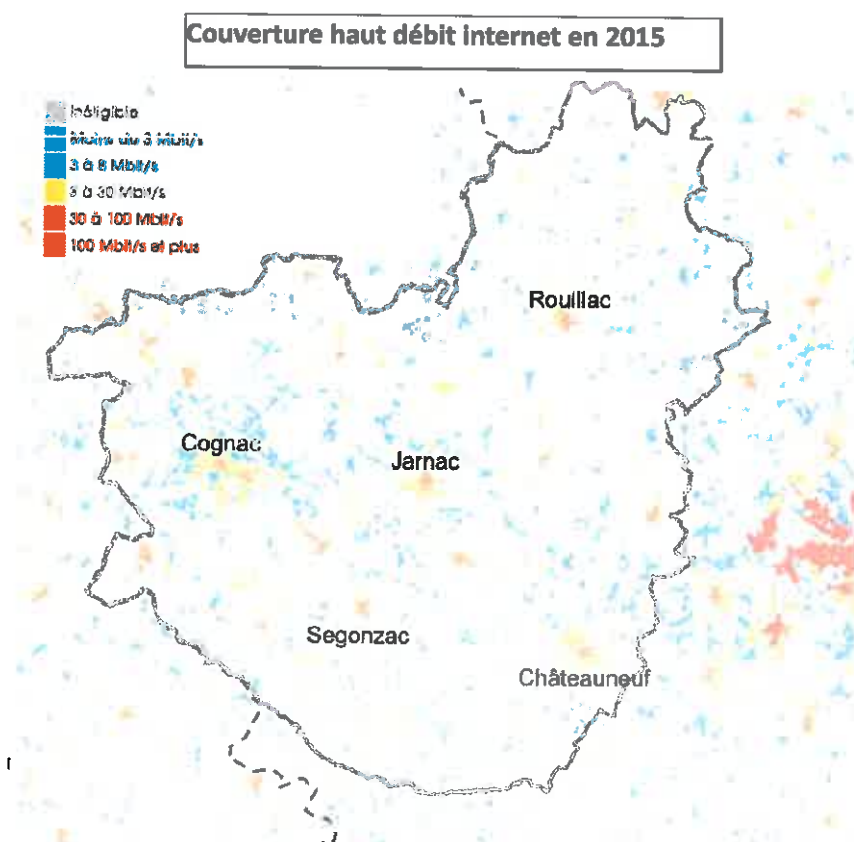 Couverture haut débit internet en 2015
Inéligible
Moins de 3 Mbit/s
3 à 8 Mbit/s
8 à 30 Mbit/s
30 à 100 Mbit/s
100 Mbit/s et plus
Rouillac
Cognac
Jarnac
Segonzac
Châteauneuf